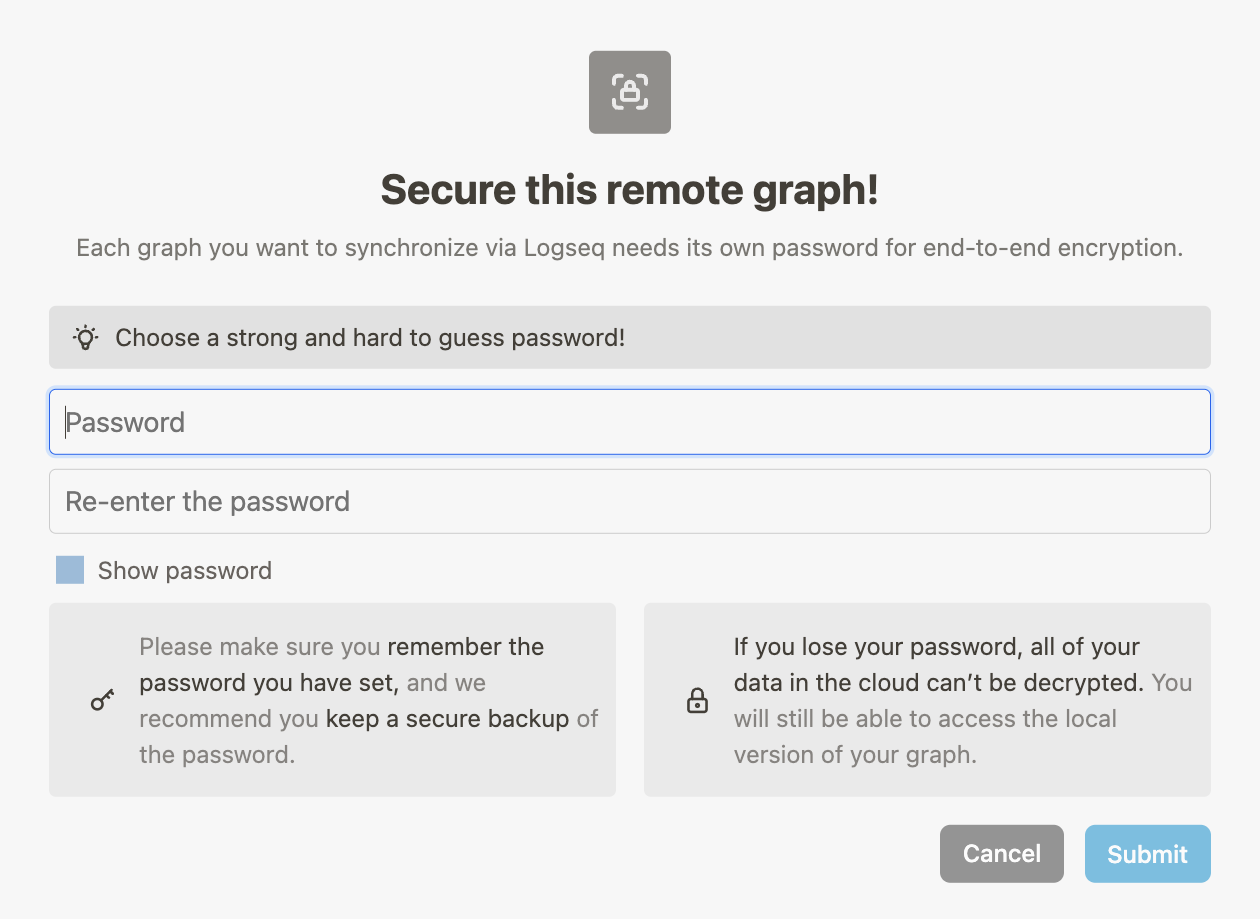 Secure this remote graph!
Each graph you want to synchronize via Logseq needs its own password for end-to-end encryption.
Choose a strong and hard to guess password!
Password
Re-enter the password
Show password
Please make sure you remember the
password you have set, and we
recommend you keep a secure backup of
the password.
If you lose your password, all of your
data in the cloud can’t be decrypted. You
will still be able to access the local
version of your graph.
Cancel
Submit